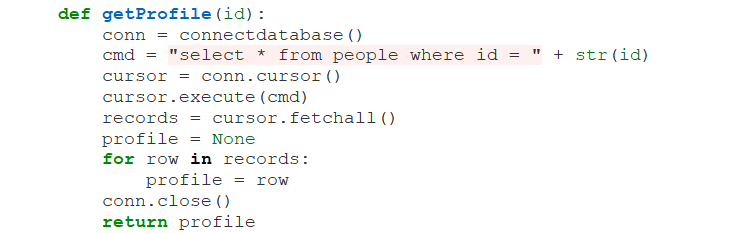 def getProfile(id):
    conn = connectdatabase()
    cmd = "select * from people where id = " + str(id)
    cursor = conn.cursor()
    cursor.execute(cmd)
    records = cursor.fetchall()
    profile = None
    for row in records:
        profile = row
    conn.close()
    return profile